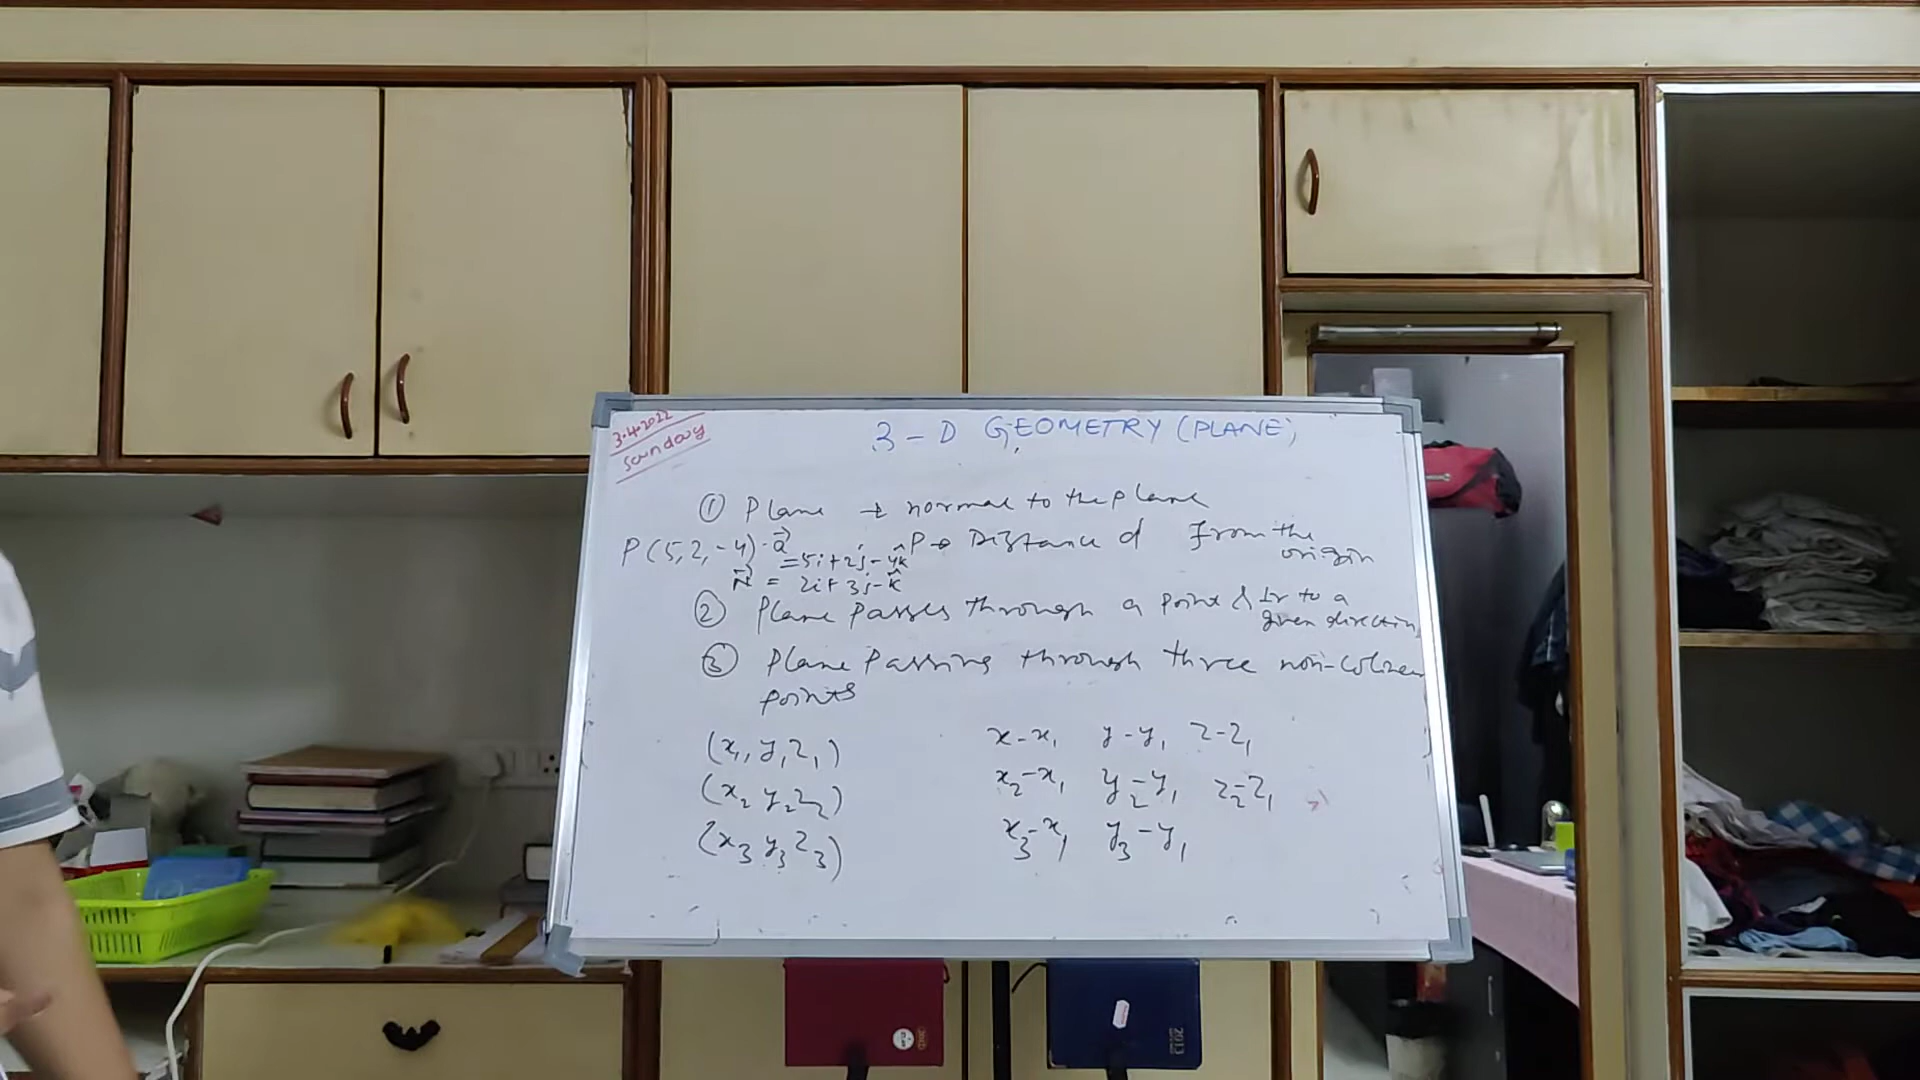 3.4.2022
Sunday
3-D GEOMETRY (PLANE)
① Plane → normal to the plane
P(5,2,-4) · a⃗ P → Distance d from the origin
= 5i+2j-4k̂
N⃗ = 2i+3j-k̂
② Plane passes through a point & ⊥r to a given direction
③ Plane Passing through three non-colinear
points
(x₁, y₁ z₁) x-x₁ y-y₁ z-z₁
(x₂ y₂ z₂) x₂-x₁ y₂-y₁ z₂-z₁
(x₃ y₃ z₃) x₃-x₁ y₃-y₁
2013